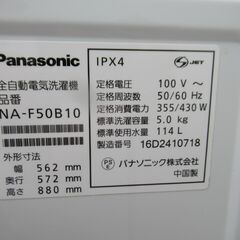 Panasonic
IPX4
JET
全自動電気洗濯機
品番
NA-F50B10
外形寸法
幅 562 mm
奥行 572 mm
高さ 880 mm
定格電圧 100 V ～
定格周波数 50/60 Hz
定格消費電力 355/430 W
標準洗濯容量 5.0 kg
標準使用水量 114 L
製造番号 16D2410718
PSE
パナソニック株式会社
中国製